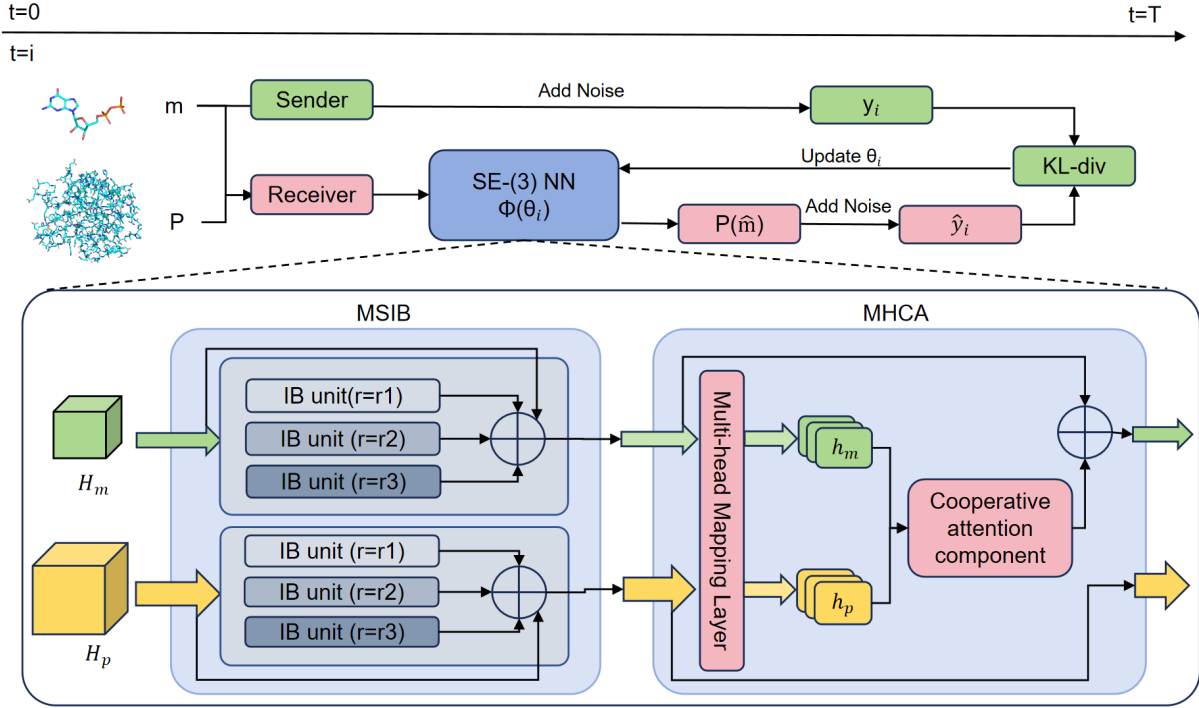 t=0
t=T
t=i
m
Sender
Add Noise
y_i
Update θ_i
KL-div
Receiver
SE-(3) NN
Φ(θ_i)
P
P(m̂)
Add Noise
ŷ_i
MSIB
MHCA
IB unit(r=r1)
IB unit (r=r2)
IB unit (r=r3)
H_m
Multi-head Mapping Layer
h_m
Cooperative
attention
component
IB unit (r=r1)
IB unit (r=r2)
IB unit (r=r3)
H_p
h_p